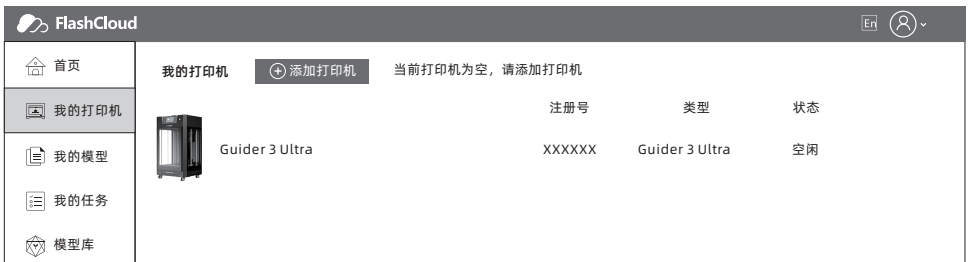 FlashCloud En
首页
我的打印机 添加打印机 当前打印机为空，请添加打印机
我的打印机
注册号 类型 状态
Guider 3 Ultra XXXXXX Guider 3 Ultra 空闲
我的模型
我的任务
模型库